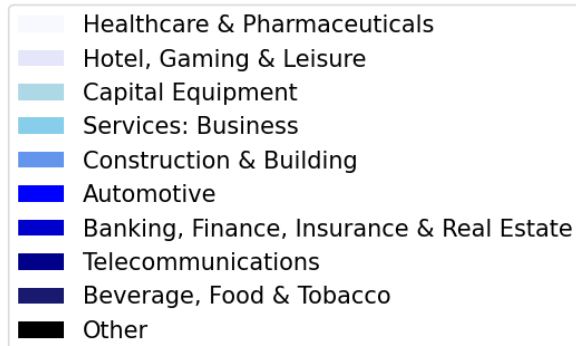 Healthcare & Pharmaceuticals
Hotel, Gaming & Leisure
Capital Equipment
Services: Business
Construction & Building
Automotive
Banking, Finance, Insurance & Real Estate
Telecommunications
Beverage, Food & Tobacco
Other